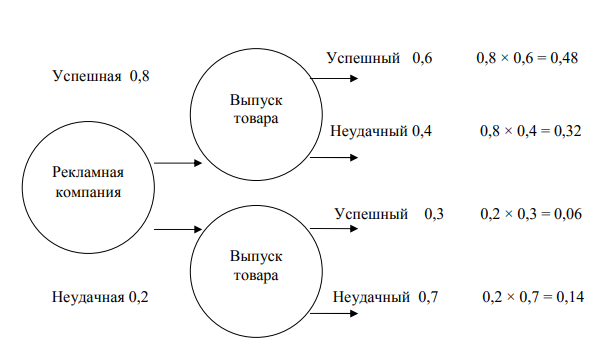 Успешный 0,6 0,8 × 0,6 = 0,48
Успешная 0,8
Выпуск
товара
Неудачный 0,4 0,8 × 0,4 = 0,32
Рекламная
компания
Успешный 0,3 0,2 × 0,3 = 0,06
Выпуск
товара
Неудачная 0,2
Неудачный 0,7 0,2 × 0,7 = 0,14